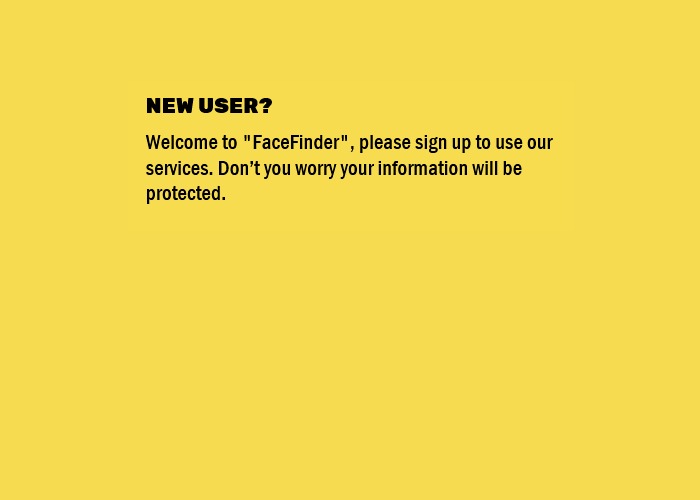 NEW USER?
Welcome to "FaceFinder", please sign up to use our
services. Don’t you worry your information will be
protected.